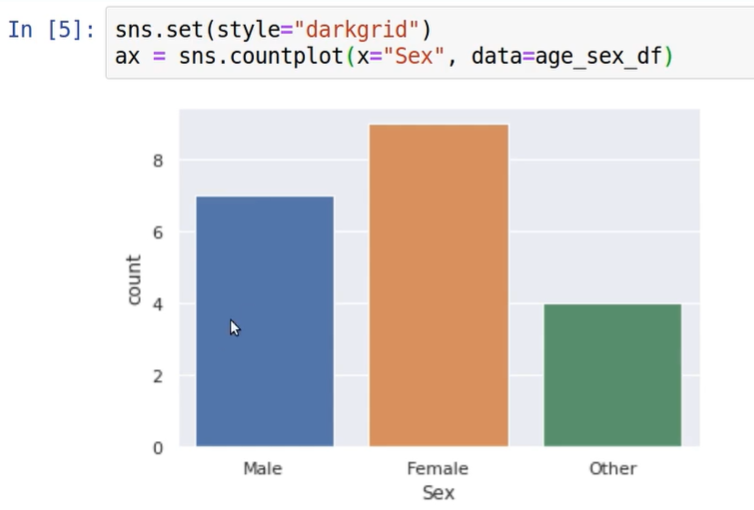 In [5]: sns.set(style="darkgrid")
ax = sns.countplot(x="Sex", data=age_sex_df)
8
6
count
4
2
0
Male Female Other
Sex